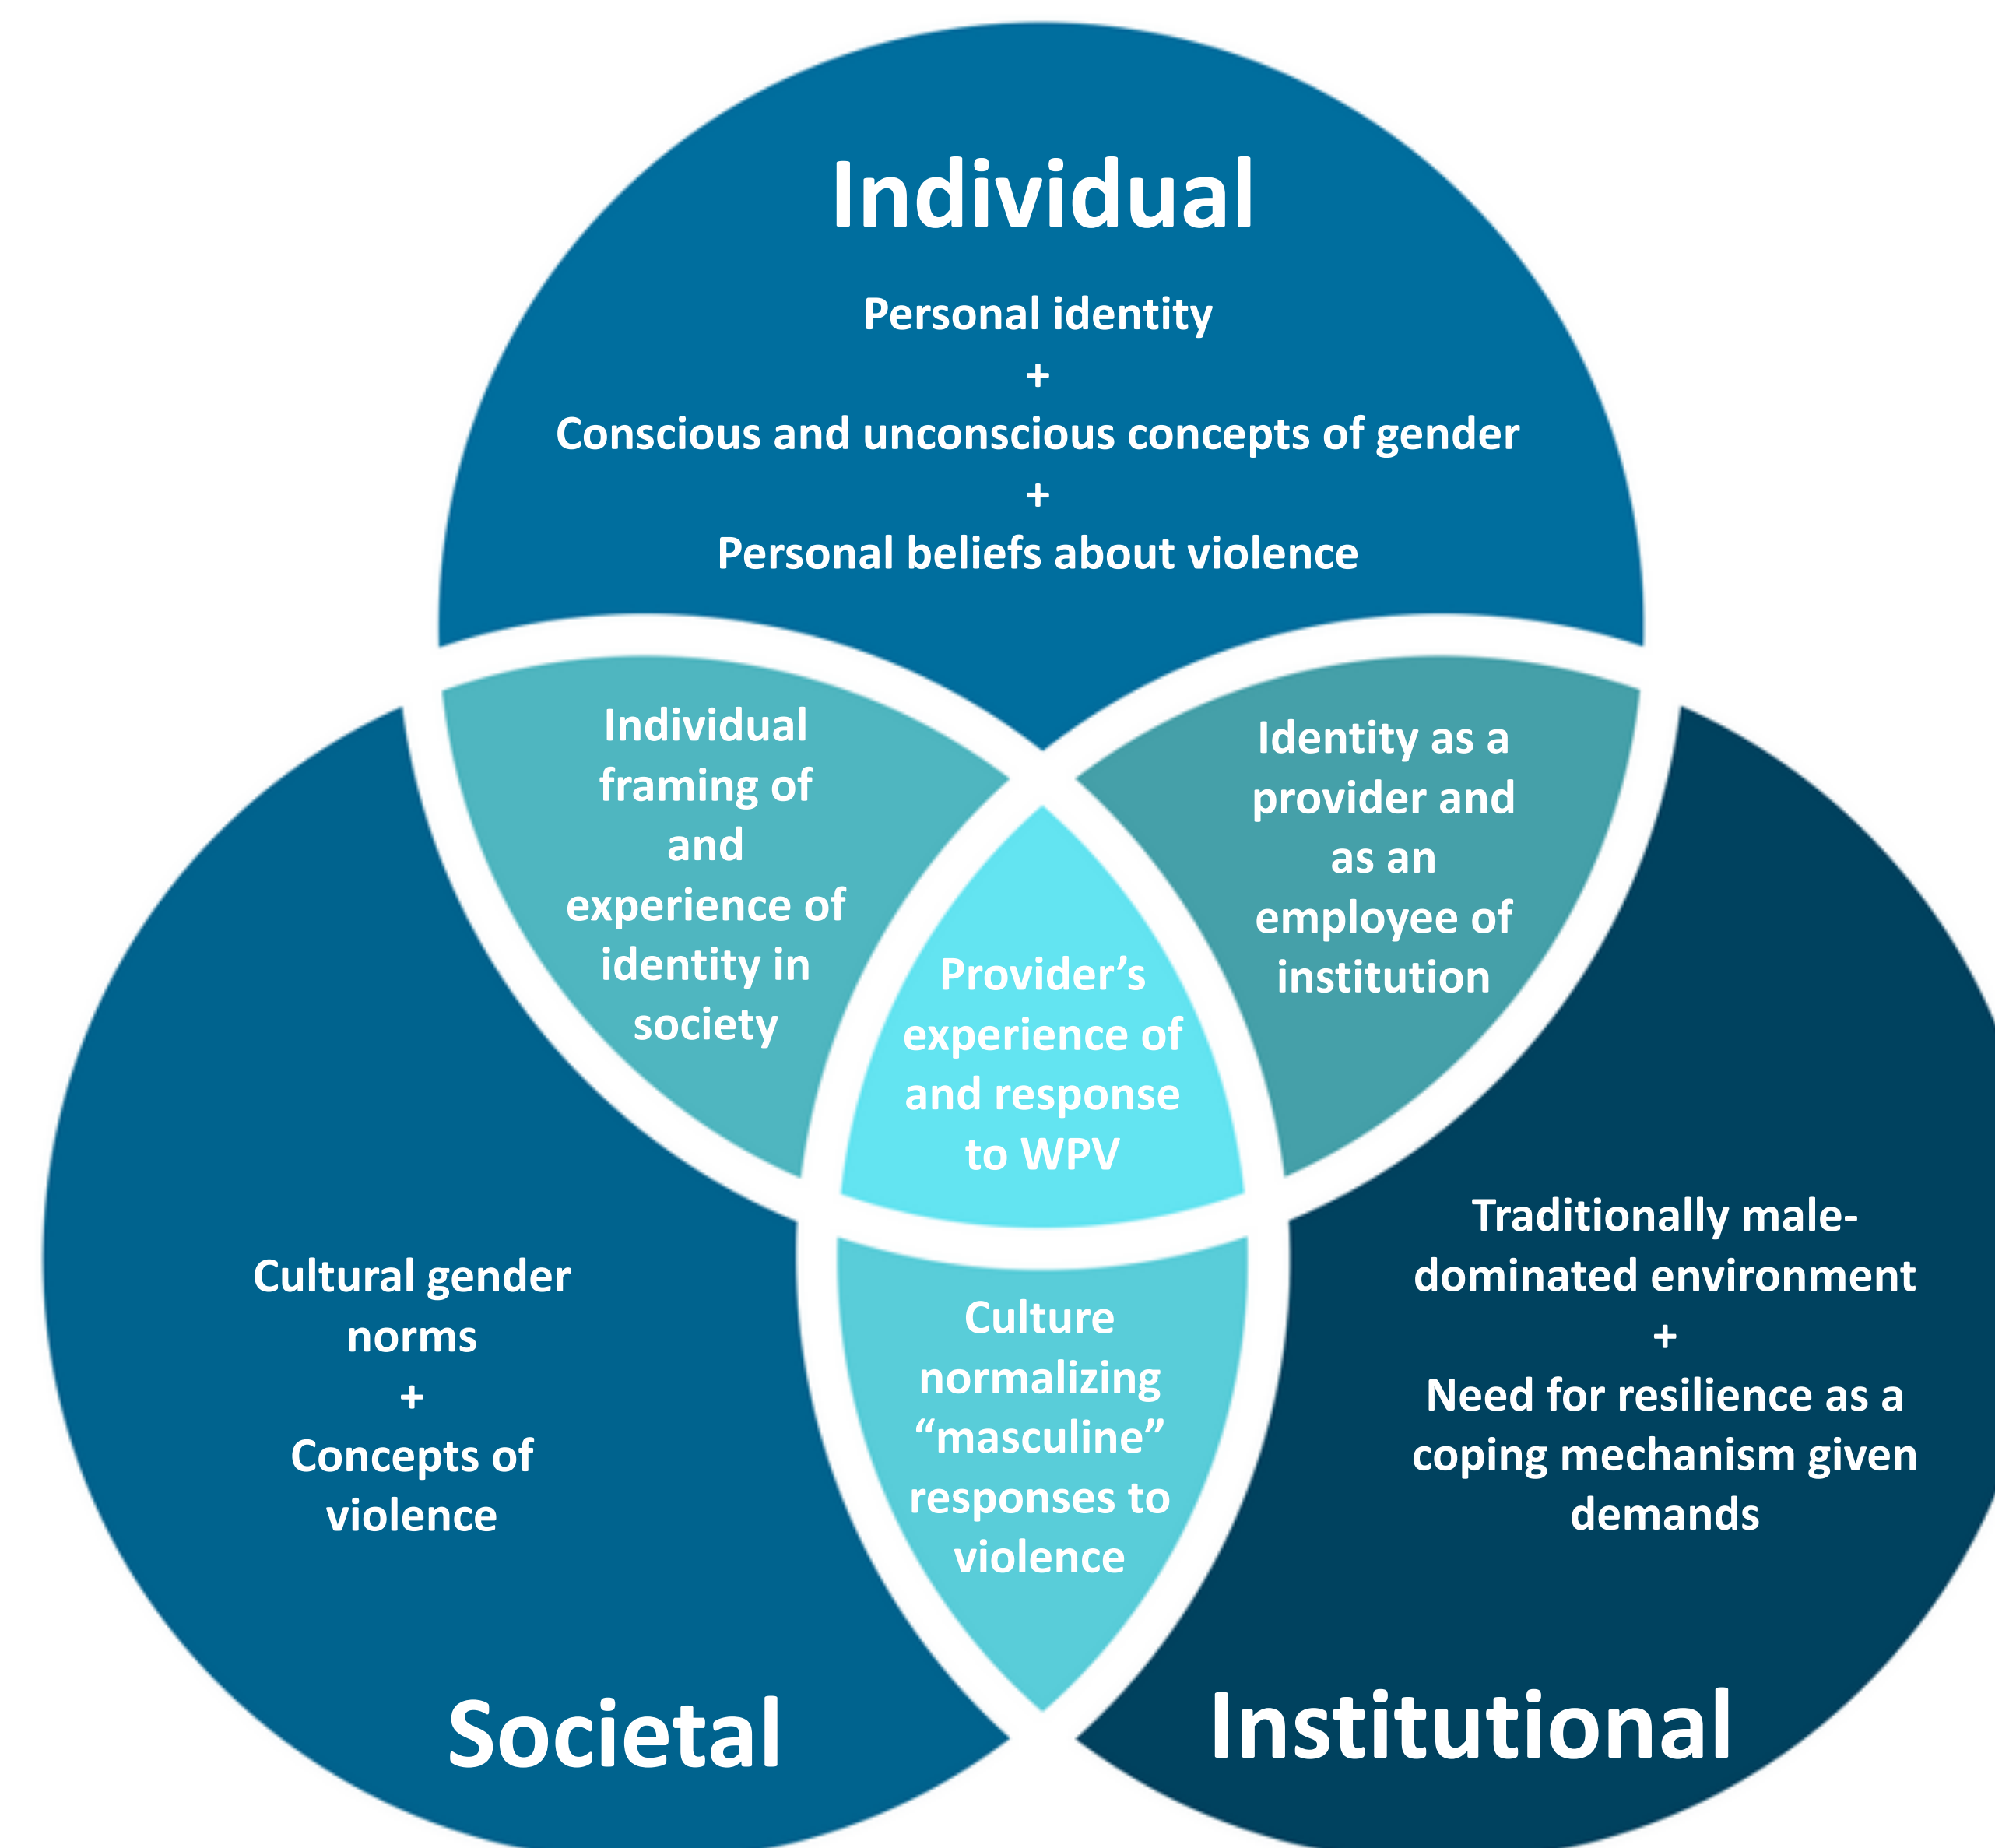 Individual
Personal identity
+
Conscious and unconscious concepts of gender
+
Personal beliefs about violence
Individual
framing of
and
experience of
identity in
society
Identity as a
provider and
as an
employee of
institution
Provider’s
experience of
and response
to WPV
Cultural gender
norms
+
Concepts of
violence
Culture
normalizing
“masculine”
responses to
violence
Traditionally male-
dominated environment
+
Need for resilience as a
coping mechanism given
demands
Societal
Institutional